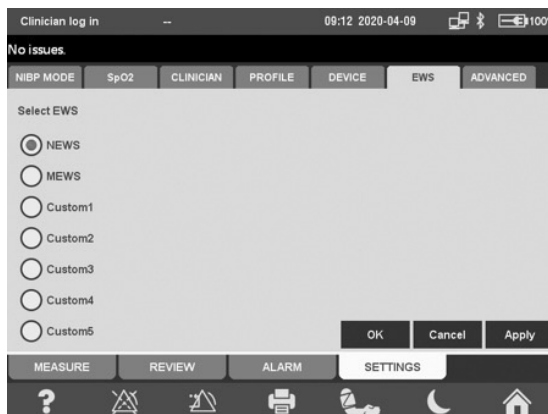 Clinician log in -- 09:12 2020-04-09 100%
No issues.
NIBP MODE SpO2 CLINICIAN PROFILE DEVICE EWS ADVANCED
Select EWS
NEWS
MEWS
Custom1
Custom2
Custom3
Custom4
Custom5
OK Cancel Apply
MEASURE REVIEW ALARM SETTINGS
?